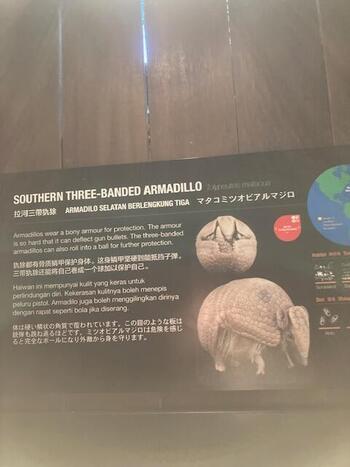 SOUTHERN THREE-BANDED ARMADILLO Tolypeutes matacus
拉河三带犰狳 ARMADILO SELATAN BERLENGKUNG TIGA マタコミツオビアルマジロ
Armadillos wear a bony armour for protection. The armour
is so hard that it can deflect gun bullets. The three-banded
armadillos can also roll into a ball for further protection.
犰狳都有骨质鳞甲保护身体。这身鳞甲坚硬到能抵挡子弹。
三带犰狳还能将自己卷成一个球加以保护自己。
Haiwan ini mempunyai kulit yang keras untuk
perlindungan diri. Kekerasan kulitnya boleh menepis
peluru pistol. Armadilo juga boleh menggilingkan dirinya
dengan rapat seperti bola jika diserang.
体は硬い鱗状の角質で覆われています。この鎧のような板は
銃弾も跳ね返るほどです。ミツオビアルマジロは危険を感じ
ると完全なボールになり外敵から身を守ります。